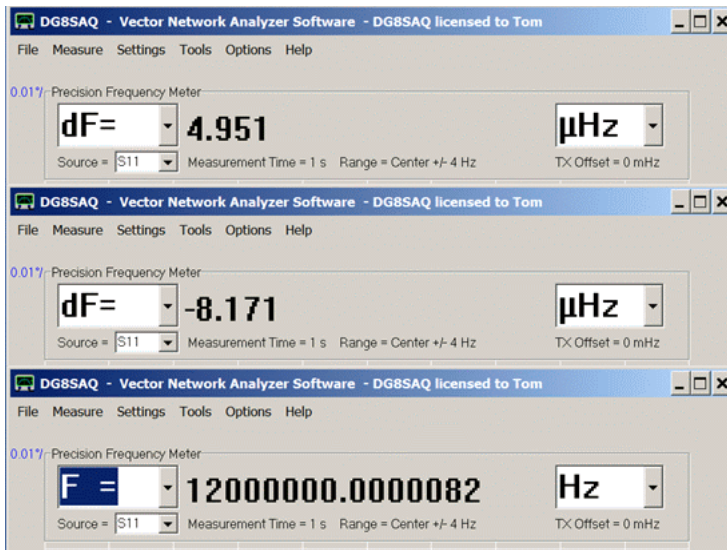 DG8SAQ - Vector Network Analyzer Software - DG8SAQ licensed to Tom
File Measure Settings Tools Options Help
0.01°/ Precision Frequency Meter
dF= 4.951 µHz
Source = S11 Measurement Time = 1 s Range = Center +/- 4 Hz TX Offset = 0 mHz
DG8SAQ - Vector Network Analyzer Software - DG8SAQ licensed to Tom
File Measure Settings Tools Options Help
0.01°/ Precision Frequency Meter
dF= -8.171 µHz
Source = S11 Measurement Time = 1 s Range = Center +/- 4 Hz TX Offset = 0 mHz
DG8SAQ - Vector Network Analyzer Software - DG8SAQ licensed to Tom
File Measure Settings Tools Options Help
0.01°/ Precision Frequency Meter
F = 12000000.0000082 Hz
Source = S11 Measurement Time = 1 s Range = Center +/- 4 Hz TX Offset = 0 mHz